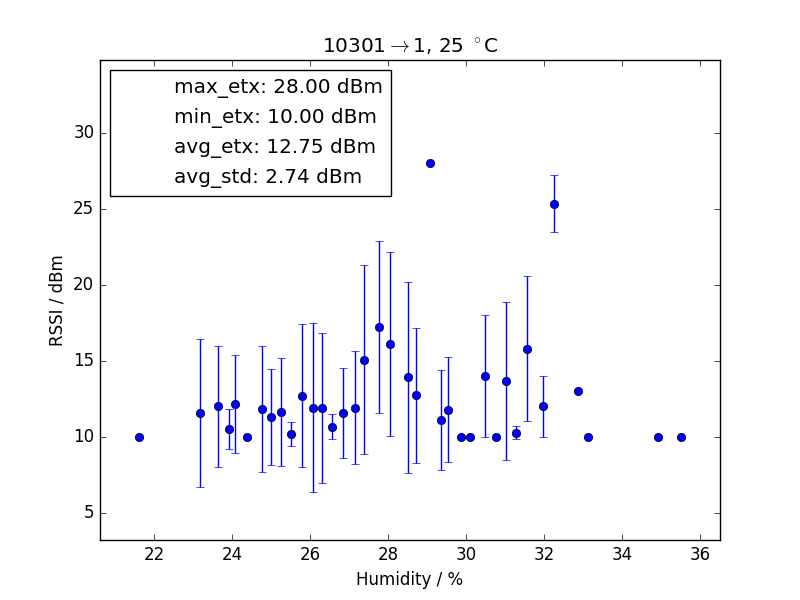 10301→1, 25 °C
max_etx: 28.00 dBm
min_etx: 10.00 dBm
avg_etx: 12.75 dBm
avg_std: 2.74 dBm
RSSI / dBm
30
25
20
15
10
5
22 24 26 28 30 32 34 36
Humidity / %